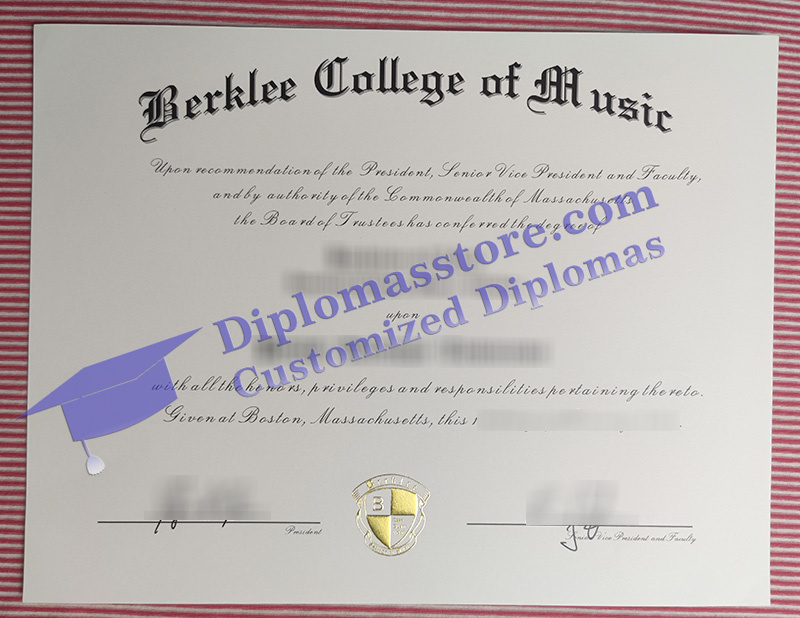 Berklee College of Music
Upon recommendation of the President, Senior Vice President and Faculty,
and by authority of the Commonwealth of Massachusetts
the Board of Trustees has conferred the degree of
Diplomasstore.com
Customized Diplomas
upon
with all the honors, privileges and responsibilities pertaining thereto.
Given at Boston, Massachusetts, this 1
President
Senior Vice President and Faculty
Berklee
B